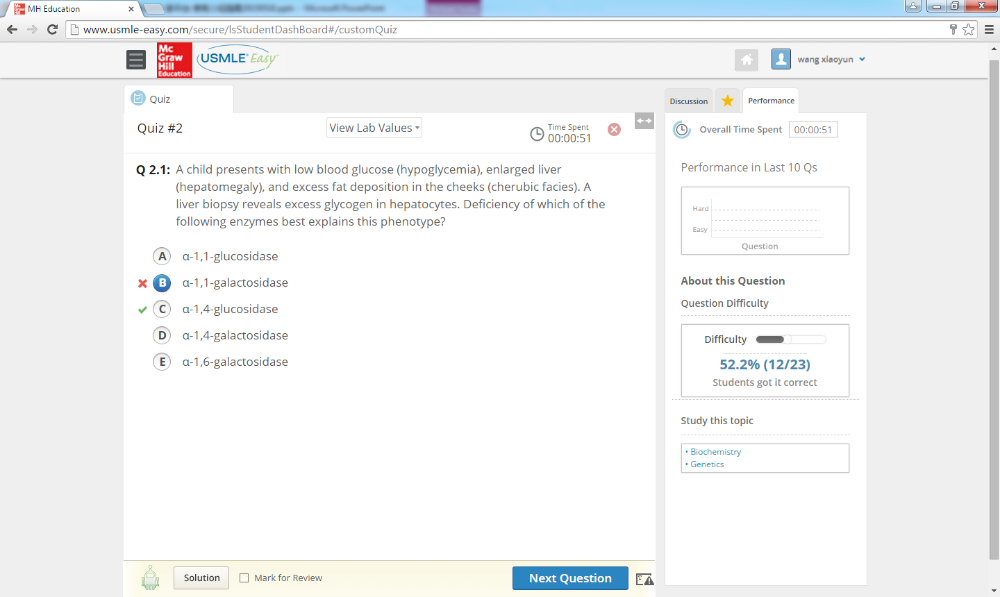 MH Education
Microsoft PowerPoint
www.usmle-easy.com/secure/lsStudentDashBoard#/customQuiz
Mc
Graw
Hill
Education
USMLE® Easy™
wang xiaoyun
Quiz
Discussion
Performance
Quiz #2
View Lab Values
Time Spent
00:00:51
Overall Time Spent
00:00:51
Q 2.1: A child presents with low blood glucose (hypoglycemia), enlarged liver
(hepatomegaly), and excess fat deposition in the cheeks (cherubic facies). A
liver biopsy reveals excess glycogen in hepatocytes. Deficiency of which of the
following enzymes best explains this phenotype?
A α-1,1-glucosidase
B α-1,1-galactosidase
C α-1,4-glucosidase
D α-1,4-galactosidase
E α-1,6-galactosidase
Performance in Last 10 Qs
Hard
Easy
Question
About this Question
Question Difficulty
Difficulty
52.2% (12/23)
Students got it correct
Study this topic
• Biochemistry
• Genetics
Solution
Mark for Review
Next Question